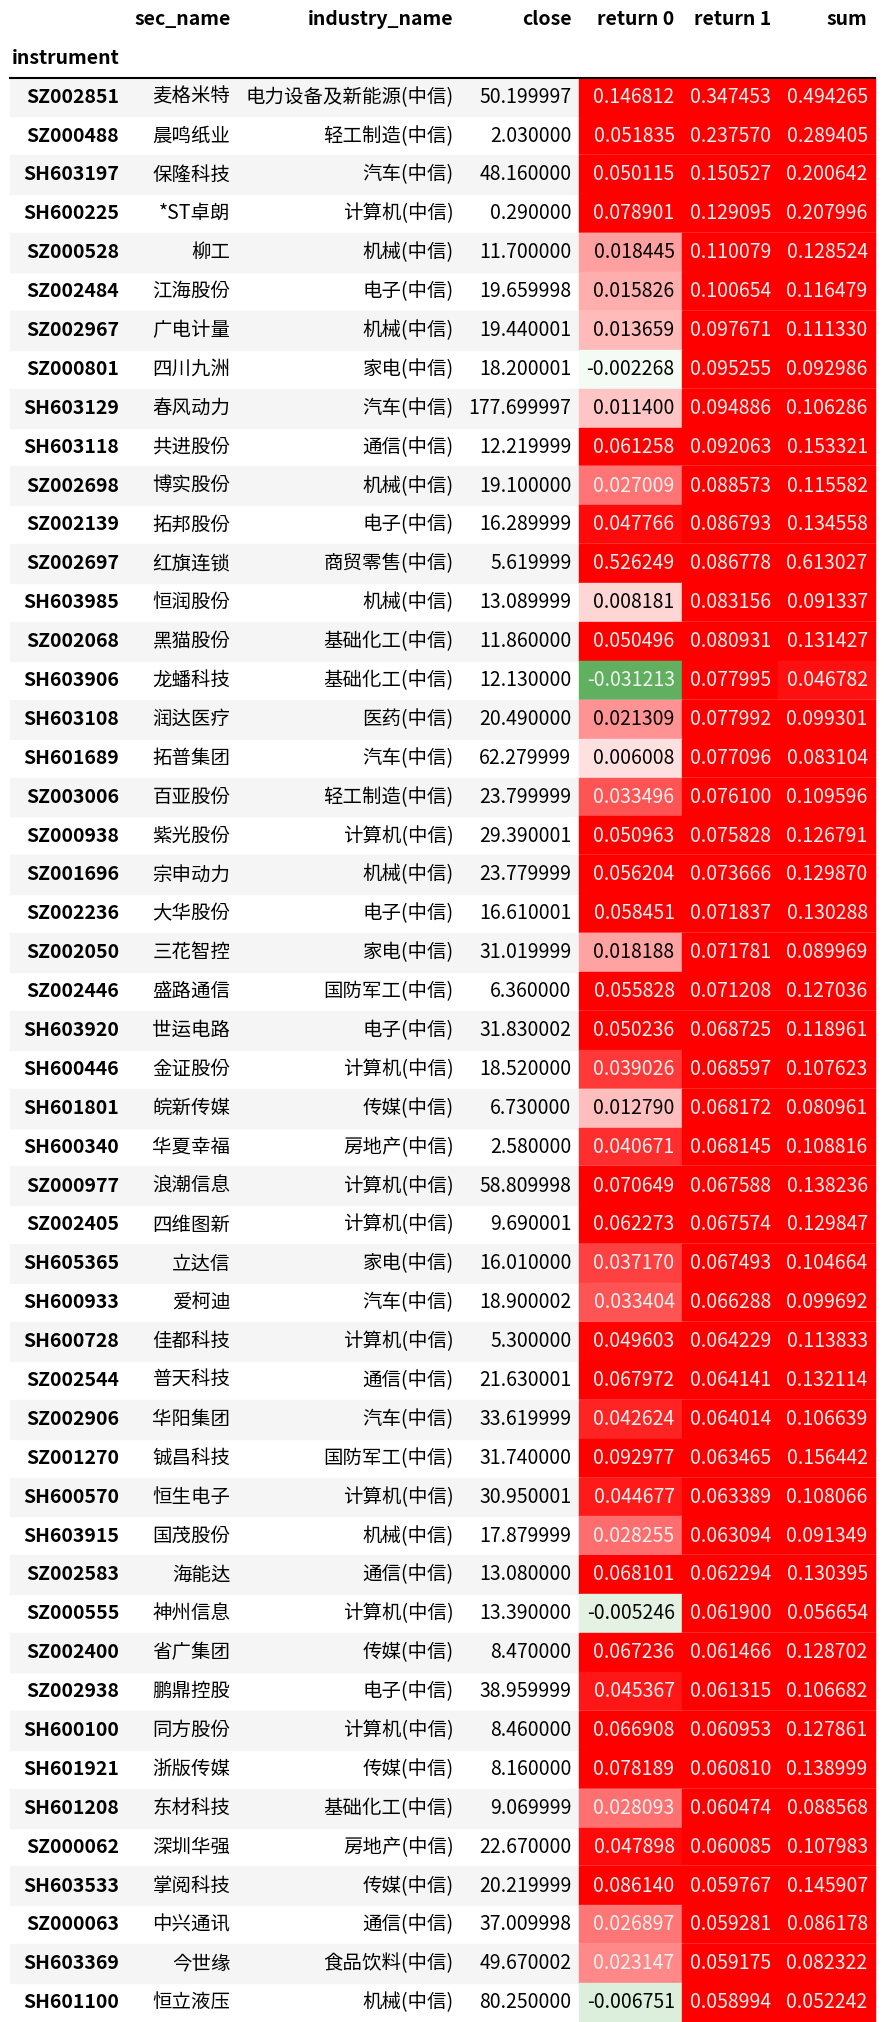 sec_name industry_name close return 0 return 1 sum
instrument
SZ002851 麦格米特 电力设备及新能源(中信) 50.199997 0.146812 0.347453 0.494265
SZ000488 晨鸣纸业 轻工制造(中信) 2.030000 0.051835 0.237570 0.289405
SH603197 保隆科技 汽车(中信) 48.160000 0.050115 0.150527 0.200642
SH600225 *ST卓朗 计算机(中信) 0.290000 0.078901 0.129095 0.207996
SZ000528 柳工 机械(中信) 11.700000 0.018445 0.110079 0.128524
SZ002484 江海股份 电子(中信) 19.659998 0.015826 0.100654 0.116479
SZ002967 广电计量 机械(中信) 19.440001 0.013659 0.097671 0.111330
SZ000801 四川九洲 家电(中信) 18.200001 -0.002268 0.095255 0.092986
SH603129 春风动力 汽车(中信) 177.699997 0.011400 0.094886 0.106286
SH603118 共进股份 通信(中信) 12.219999 0.061258 0.092063 0.153321
SZ002698 博实股份 机械(中信) 19.100000 0.027009 0.088573 0.115582
SZ002139 拓邦股份 电子(中信) 16.289999 0.047766 0.086793 0.134558
SZ002697 红旗连锁 商贸零售(中信) 5.619999 0.526249 0.086778 0.613027
SH603985 恒润股份 机械(中信) 13.089999 0.008181 0.083156 0.091337
SZ002068 黑猫股份 基础化工(中信) 11.860000 0.050496 0.080931 0.131427
SH603906 龙蟠科技 基础化工(中信) 12.130000 -0.031213 0.077995 0.046782
SH603108 润达医疗 医药(中信) 20.490000 0.021309 0.077992 0.099301
SH601689 拓普集团 汽车(中信) 62.279999 0.006008 0.077096 0.083104
SZ003006 百亚股份 轻工制造(中信) 23.799999 0.033496 0.076100 0.109596
SZ000938 紫光股份 计算机(中信) 29.390001 0.050963 0.075828 0.126791
SZ001696 宗申动力 机械(中信) 23.779999 0.056204 0.073666 0.129870
SZ002236 大华股份 电子(中信) 16.610001 0.058451 0.071837 0.130288
SZ002050 三花智控 家电(中信) 31.019999 0.018188 0.071781 0.089969
SZ002446 盛路通信 国防军工(中信) 6.360000 0.055828 0.071208 0.127036
SH603920 世运电路 电子(中信) 31.830002 0.050236 0.068725 0.118961
SH600446 金证股份 计算机(中信) 18.520000 0.039026 0.068597 0.107623
SH601801 皖新传媒 传媒(中信) 6.730000 0.012790 0.068172 0.080961
SH600340 华夏幸福 房地产(中信) 2.580000 0.040671 0.068145 0.108816
SZ000977 浪潮信息 计算机(中信) 58.809998 0.070649 0.067588 0.138236
SZ002405 四维图新 计算机(中信) 9.690001 0.062273 0.067574 0.129847
SH605365 立达信 家电(中信) 16.010000 0.037170 0.067493 0.104664
SH600933 爱柯迪 汽车(中信) 18.900002 0.033404 0.066288 0.099692
SH600728 佳都科技 计算机(中信) 5.300000 0.049603 0.064229 0.113833
SZ002544 普天科技 通信(中信) 21.630001 0.067972 0.064141 0.132114
SZ002906 华阳集团 汽车(中信) 33.619999 0.042624 0.064014 0.106639
SZ001270 铖昌科技 国防军工(中信) 31.740000 0.092977 0.063465 0.156442
SH600570 恒生电子 计算机(中信) 30.950001 0.044677 0.063389 0.108066
SH603915 国茂股份 机械(中信) 17.879999 0.028255 0.063094 0.091349
SZ002583 海能达 通信(中信) 13.080000 0.068101 0.062294 0.130395
SZ000555 神州信息 计算机(中信) 13.390000 -0.005246 0.061900 0.056654
SZ002400 省广集团 传媒(中信) 8.470000 0.067236 0.061466 0.128702
SZ002938 鹏鼎控股 电子(中信) 38.959999 0.045367 0.061315 0.106682
SH600100 同方股份 计算机(中信) 8.460000 0.066908 0.060953 0.127861
SH601921 浙版传媒 传媒(中信) 8.160000 0.078189 0.060810 0.138999
SH601208 东材科技 基础化工(中信) 9.069999 0.028093 0.060474 0.088568
SZ000062 深圳华强 房地产(中信) 22.670000 0.047898 0.060085 0.107983
SH603533 掌阅科技 传媒(中信) 20.219999 0.086140 0.059767 0.145907
SZ000063 中兴通讯 通信(中信) 37.009998 0.026897 0.059281 0.086178
SH603369 今世缘 食品饮料(中信) 49.670002 0.023147 0.059175 0.082322
SH601100 恒立液压 机械(中信) 80.250000 -0.006751 0.058994 0.052242